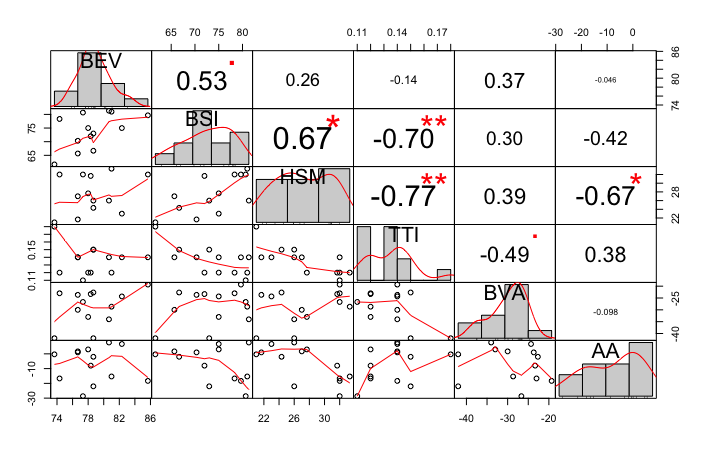 65 70 75 80 0.11 0.14 0.17 -30 -20 -10 0
BEV 0.53 . 0.26 -0.14 0.37 -0.046 74 80 86
65 75 BSI 0.67 * -0.70 ** 0.30 -0.42
HSM -0.77 ** 0.39 -0.67 * 22 28
0.11 0.15 TTI -0.49 . 0.38
BVA -0.098 -40 -25
-30 -10 AA
74 78 82 86 22 26 30 -40 -30 -20